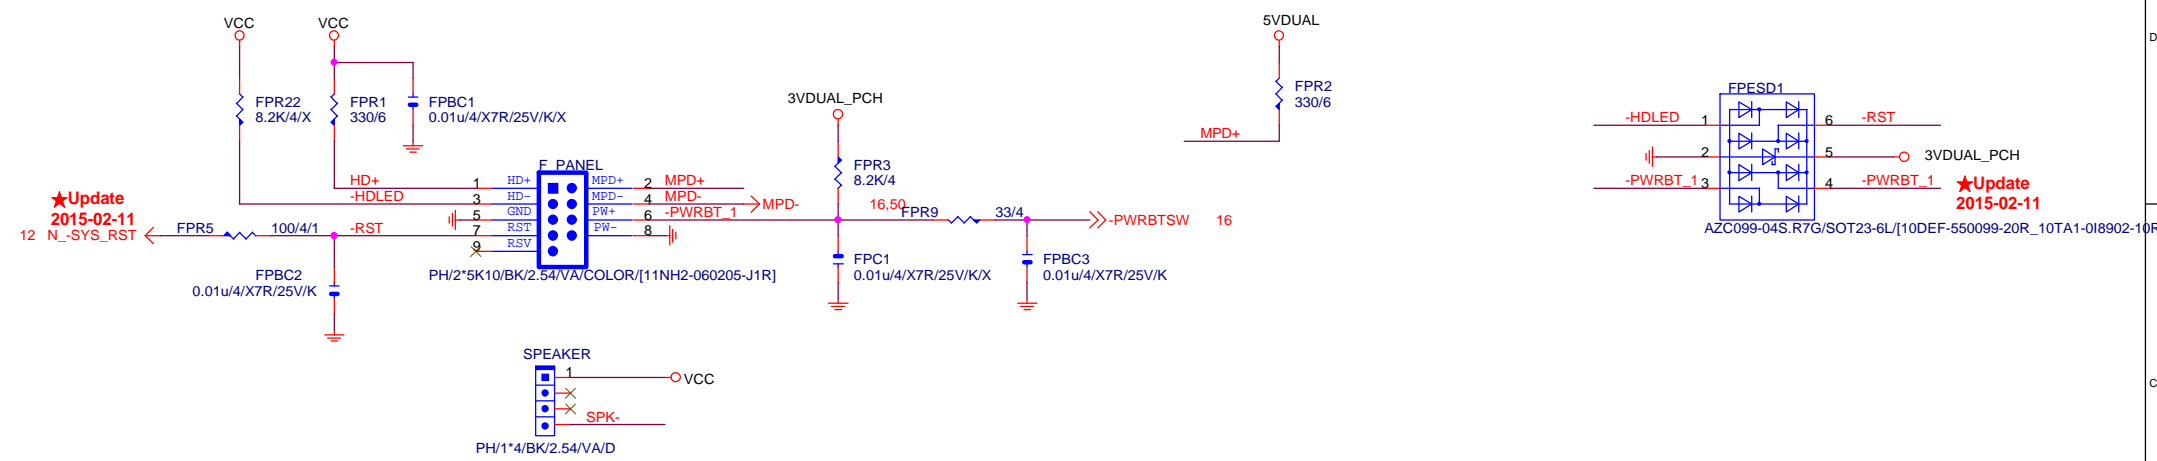 VCC
VCC
5VDUAL
D
FPR22
8.2K/4/X
FPR1
330/6
FPBC1
0.01u/4/X7R/25V/K/X
3VDUAL_PCH
FPR2
330/6
MPD+
FPR3
8.2K/4
F_PANEL
HD+
-HDLED
1
3
5
7
9
HD+
HD-
GND
RST
RSV
MPD+
MPD-
PW+
PW-
2
4
6
8
MPD+
MPD-
-PWRBT_1
MPD-
16,50
FPR9
33/4
-PWRBTSW
16
★Update
2015-02-11
12
N_-SYS_RST
FPR5
100/4/1
-RST
FPBC2
0.01u/4/X7R/25V/K
PH/2*5K10/BK/2.54/VA/COLOR/[11NH2-060205-J1R]
FPC1
0.01u/4/X7R/25V/K/X
FPBC3
0.01u/4/X7R/25V/K
FPESD1
-HDLED
1
2
-PWRBT_1
3
6
-RST
5
3VDUAL_PCH
4
-PWRBT_1
★Update
2015-02-11
AZC099-04S.R7G/SOT23-6L/[10DEF-550099-20R_10TA1-0I8902-10R
SPEAKER
1
VCC
SPK-
PH/1*4/BK/2.54/VA/D
C